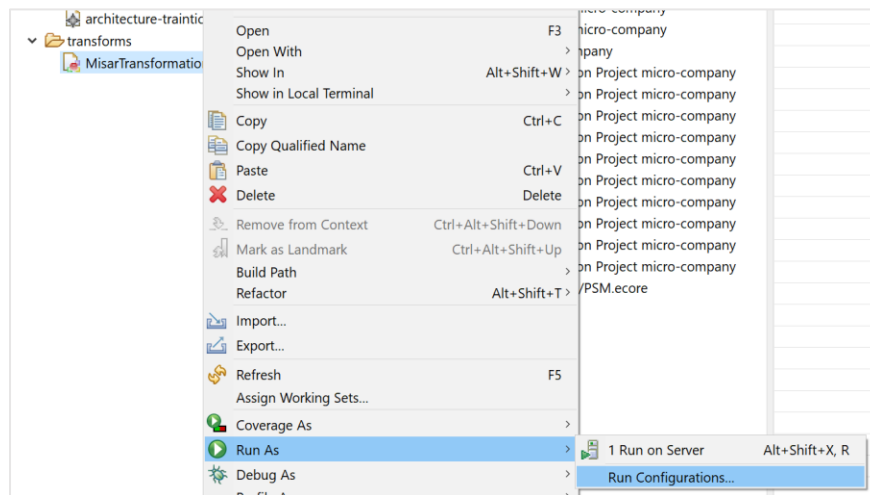 architecture-traintic
transforms
MisarTransformatio
Open F3
Open With
Show In Alt+Shift+W
Show in Local Terminal
Copy Ctrl+C
Copy Qualified Name
Paste Ctrl+V
Delete Delete
Remove from Context Ctrl+Alt+Shift+Down
Mark as Landmark Ctrl+Alt+Shift+Up
Build Path
Refactor Alt+Shift+T
Import...
Export...
Refresh F5
Assign Working Sets...
Coverage As
Run As
Debug As
micro-company
npany
on Project micro-company
on Project micro-company
on Project micro-company
on Project micro-company
on Project micro-company
on Project micro-company
on Project micro-company
on Project micro-company
on Project micro-company
on Project micro-company
/PSM.ecore
1 Run on Server Alt+Shift+X, R
Run Configurations...